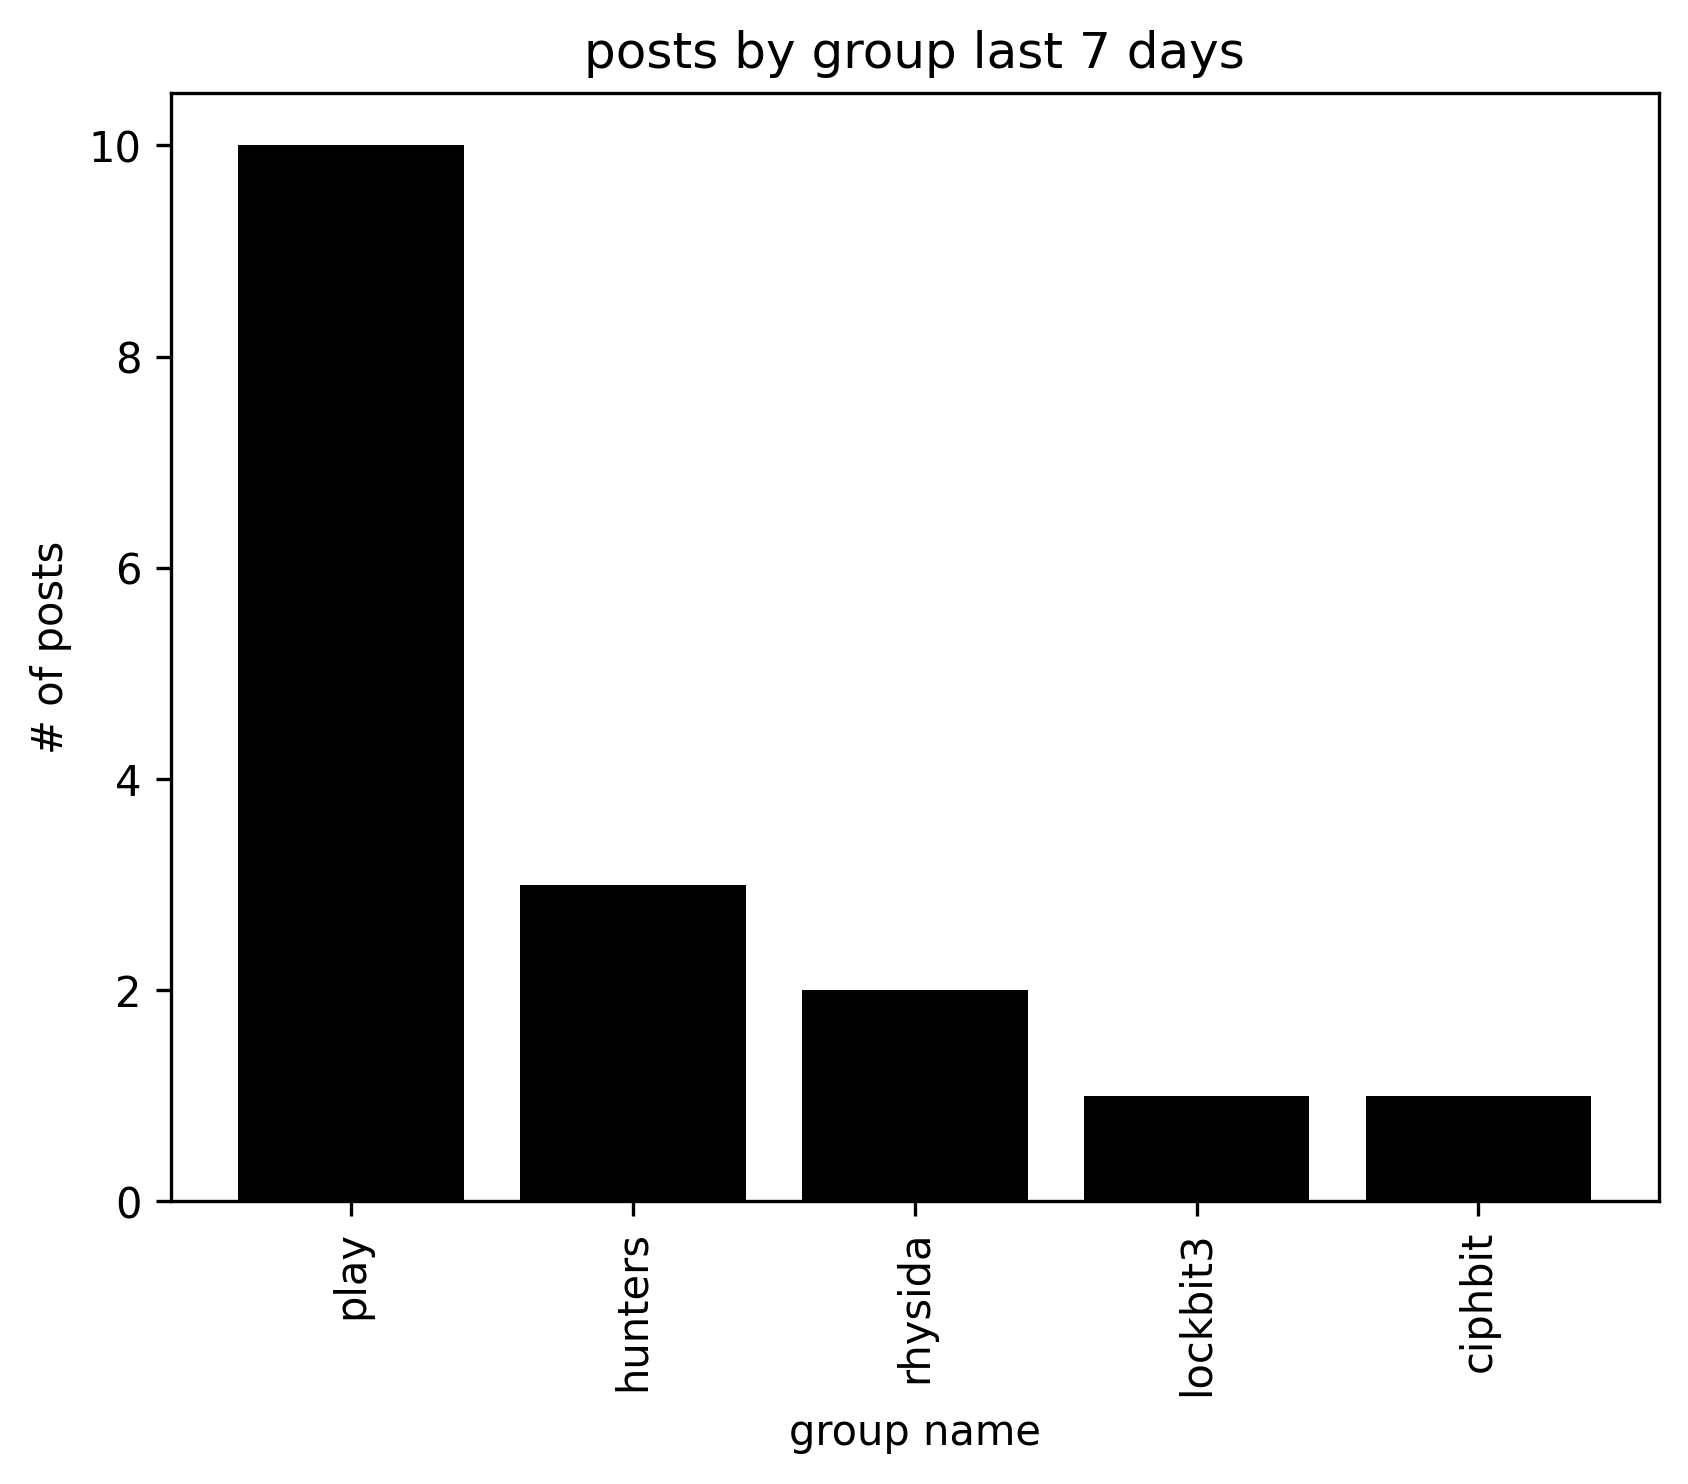 posts by group last 7 days
10
8
6
4
2
0
# of posts
play
hunters
rhysida
lockbit3
ciphbit
group name